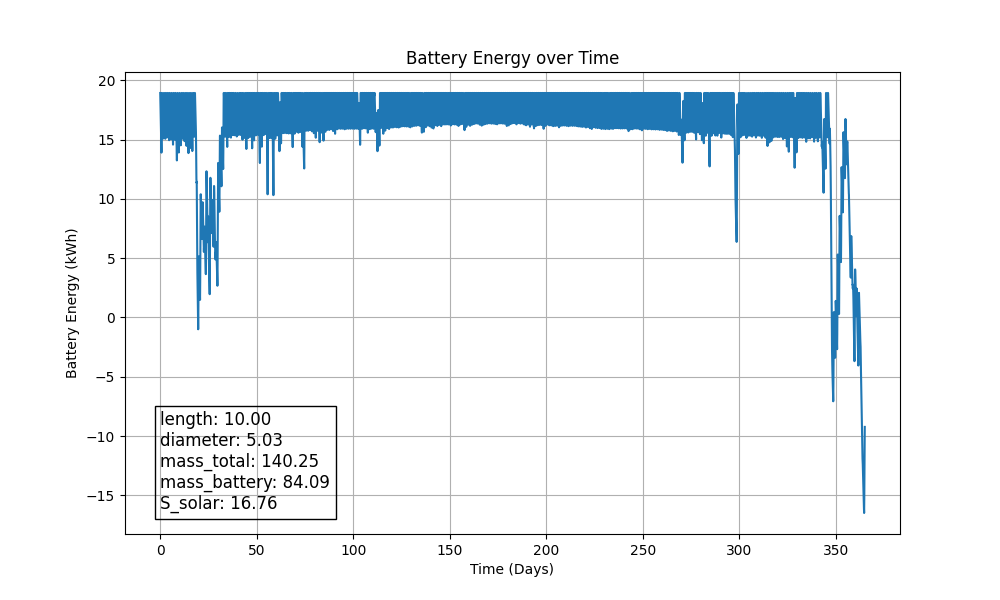 Battery Energy over Time
20
15
10
5
0
−5
−10
−15
Battery Energy (kWh)
length: 10.00
diameter: 5.03
mass_total: 140.25
mass_battery: 84.09
S_solar: 16.76
0 50 100 150 200 250 300 350
Time (Days)